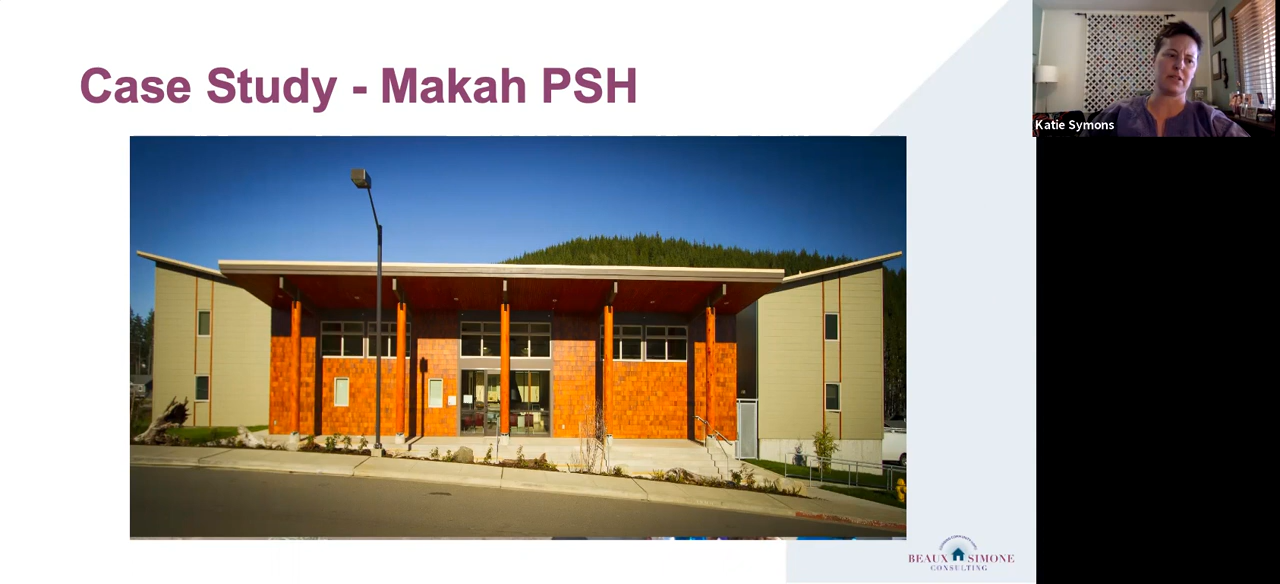 Case Study - Makah PSH
Katie Symons
BEAUX SIMONE
CONSULTING